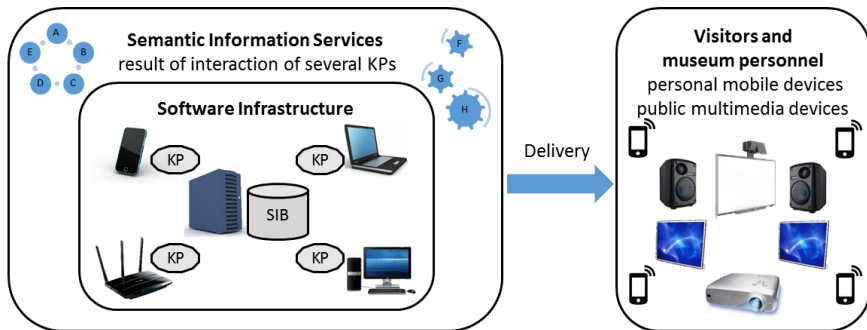 A
B
C
D
E
Semantic Information Services
result of interaction of several KPs
F
G
H
Software Infrastructure
KP
KP
SIB
KP
KP
Delivery
Visitors and
museum personnel
personal mobile devices
public multimedia devices